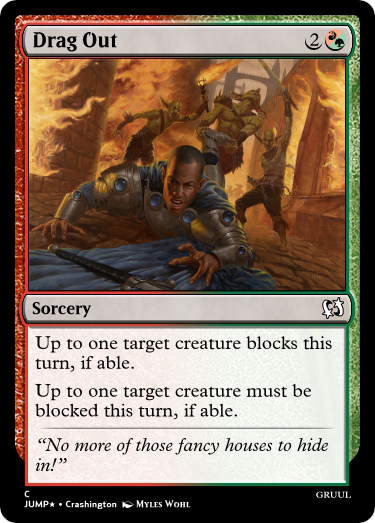 Drag Out 2
Sorcery
Up to one target creature blocks this
turn, if able.
Up to one target creature must be
blocked this turn, if able.
“No more of those fancy houses to hide
in!”
C GRUUL
JUMP★ • Crashington Myles Wohl